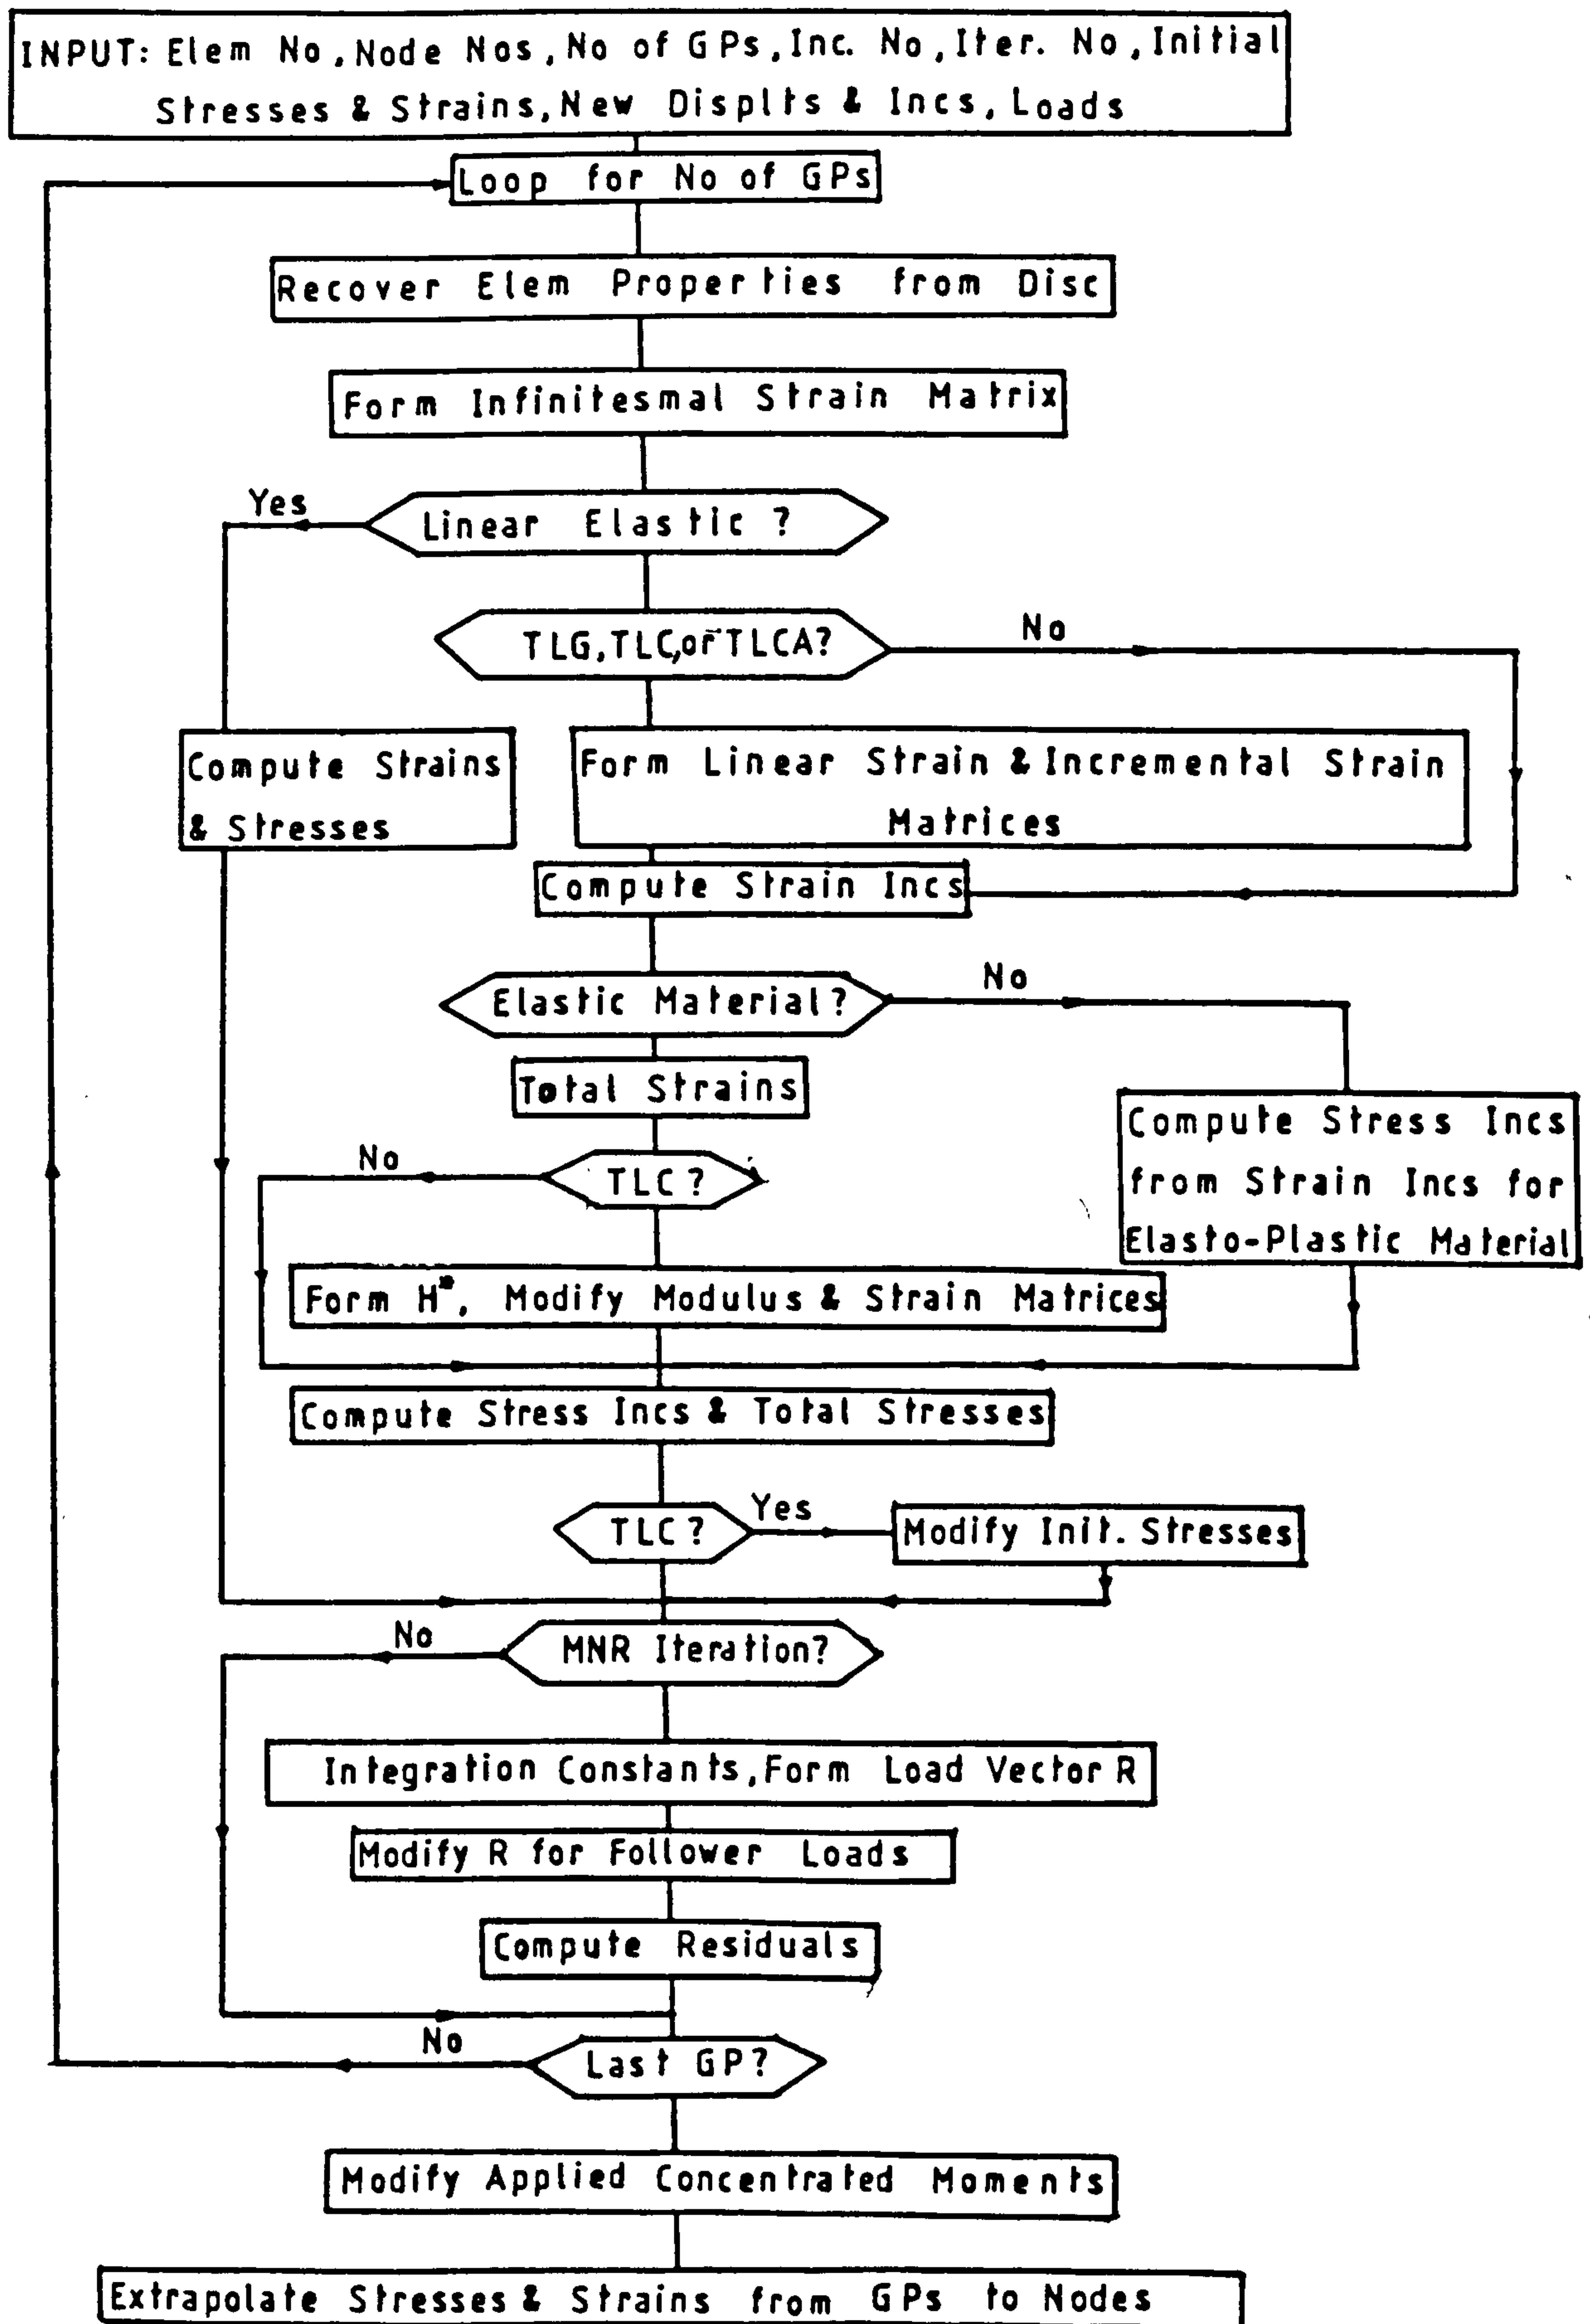 INPUT: Elem No, Node Nos, No of GPs, Inc. No, Iter. No, Initial
Stresses & Strains, New Displts & Incs, Loads
Loop for No of GPs
Recover Elem Properties from Disc
Form Infinitesmal Strain Matrix
Yes
Linear Elastic ?
TLG, TLC, or TLCA?
No
Compute Strains
& Stresses
Form Linear Strain & Incremental Strain
Matrices
Compute Strain Incs
Elastic Material?
No
Total Strains
Compute Stress Incs
from Strain Incs for
Elasto-Plastic Material
No
TLC?
Form H*, Modify Modulus & Strain Matrices
Compute Stress Incs & Total Stresses
TLC?
Yes
Modify Init. Stresses
No
MNR Iteration?
Integration Constants, Form Load Vector R
Modify R for Follower Loads
Compute Residuals
No
Last GP?
Modify Applied Concentrated Moments
Extrapolate Stresses & Strains from GPs to Nodes